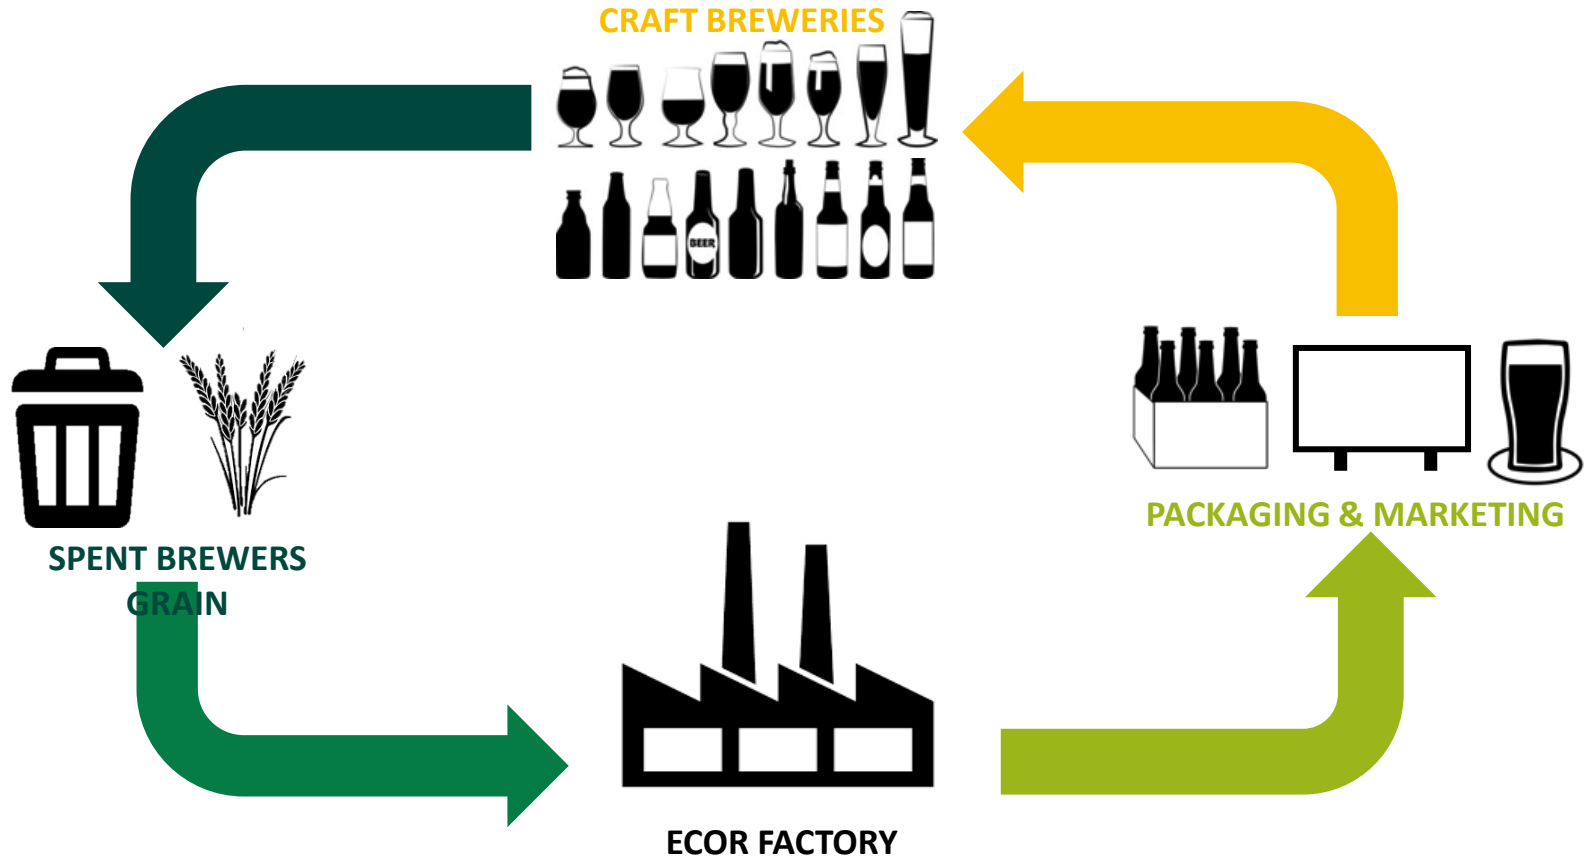 CRAFT BREWERIES
BEER
PACKAGING & MARKETING
SPENT BREWERS
GRAIN
ECOR FACTORY